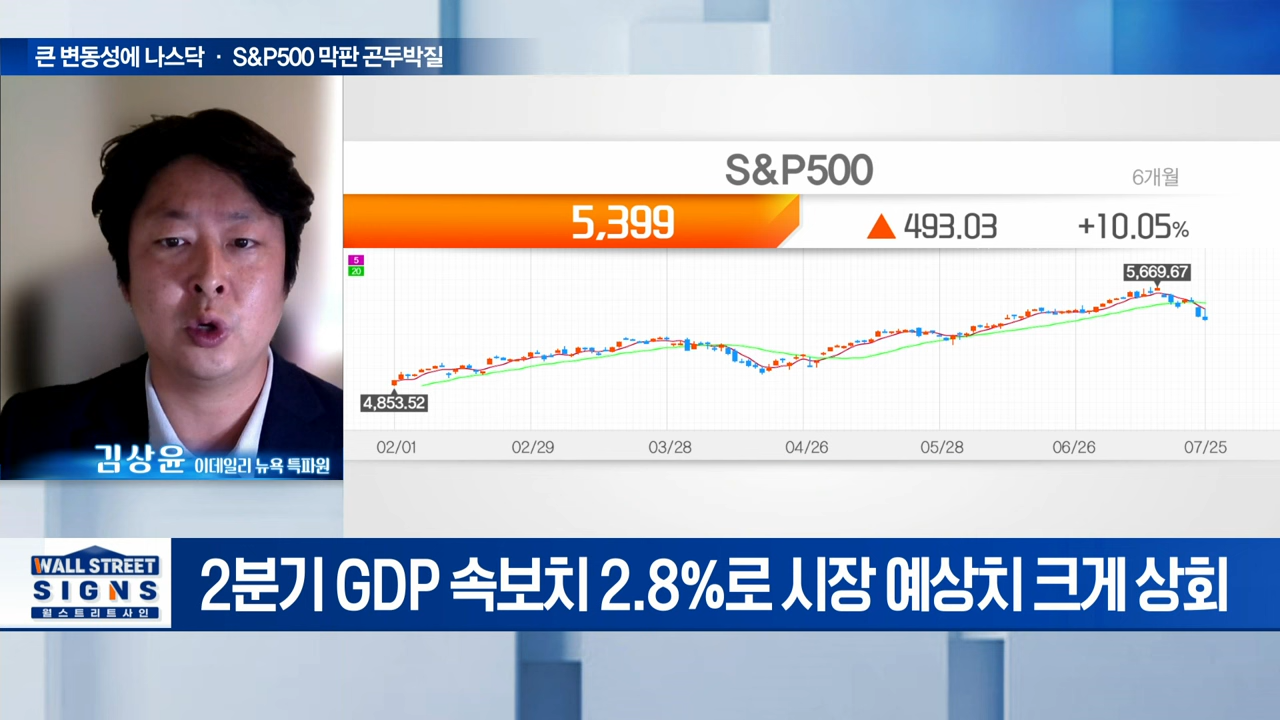 큰 변동성에 나스닥 · S&P500 막판 곤두박질
S&P500
6개월
5,399
▲ 493.03
+10.05%
5
20
5,669.67
4,853.52
02/01 02/29 03/28 04/26 05/28 06/26 07/25
김상윤 이데일리 뉴욕 특파원
WALL STREET
SIGNS
월스트리트사인
2분기 GDP 속보치 2.8%로 시장 예상치 크게 상회